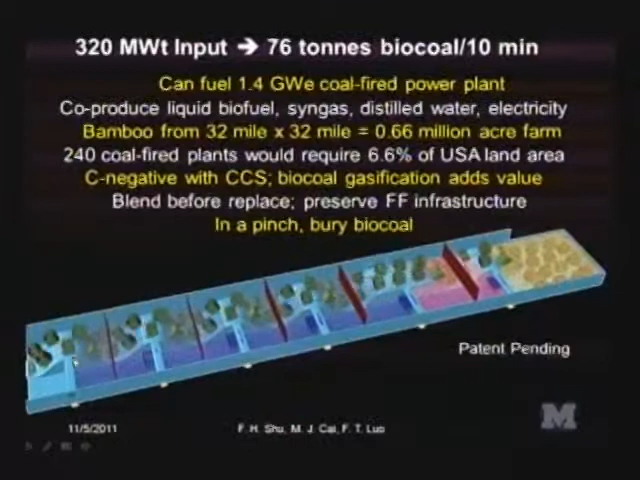 320 MWt Input ➔ 76 tonnes biocoal/10 min
Can fuel 1.4 GWe coal-fired power plant
Co-produce liquid biofuel, syngas, distilled water, electricity
Bamboo from 32 mile x 32 mile = 0.66 million acre farm
240 coal-fired plants would require 6.6% of USA land area
C-negative with CCS; biocoal gasification adds value
Blend before replace; preserve FF infrastructure
In a pinch, bury biocoal
Patent Pending
11/5/2011
F. H. Shu, M. J. Cai, F. T. Luo
M